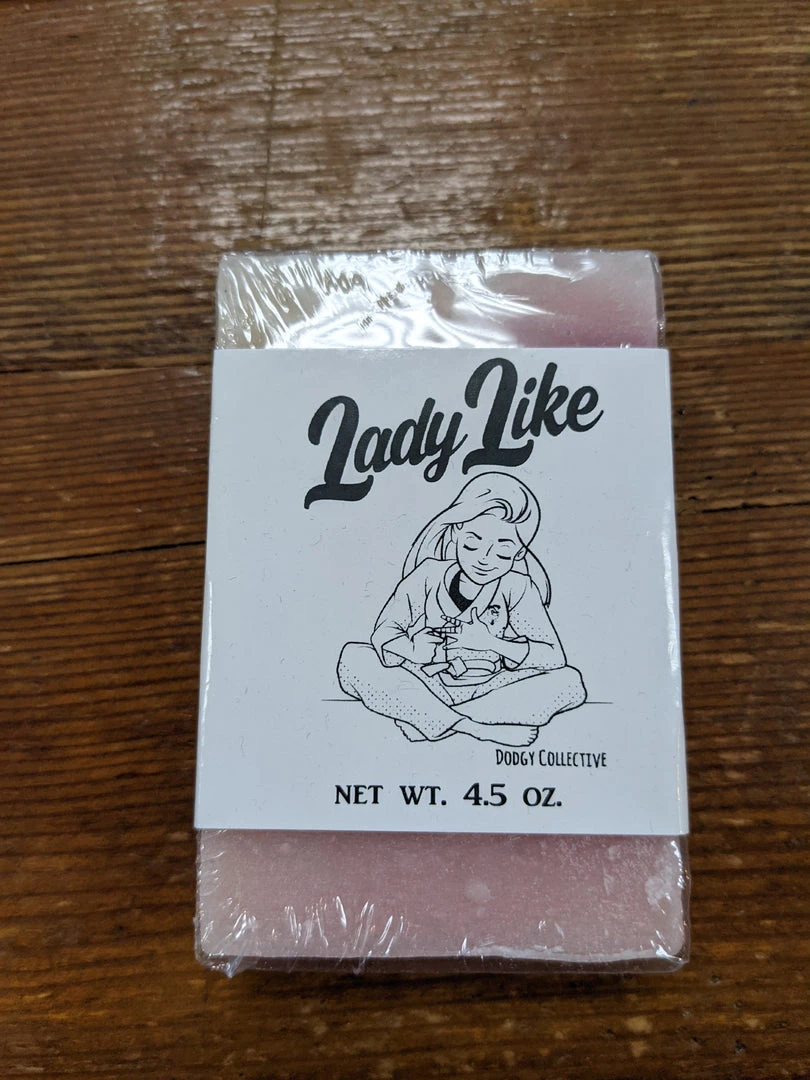 Lady Like
Dodgy Collective
NET WT. 4.5 OZ.